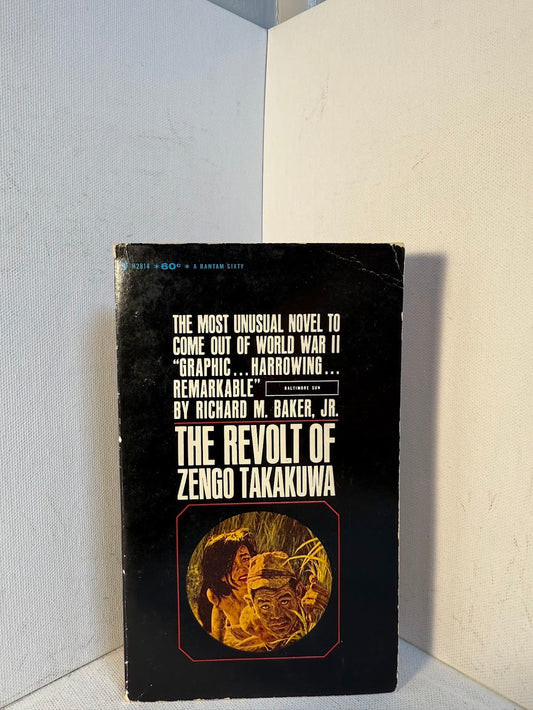 H2814 ★ 60¢ ★ A BANTAM SIXTY
THE MOST UNUSUAL NOVEL TO
COME OUT OF WORLD WAR II
“GRAPHIC...HARROWING...
REMARKABLE” BALTIMORE SUN
BY RICHARD M. BAKER, JR.
THE REVOLT OF
ZENGO TAKAKUWA